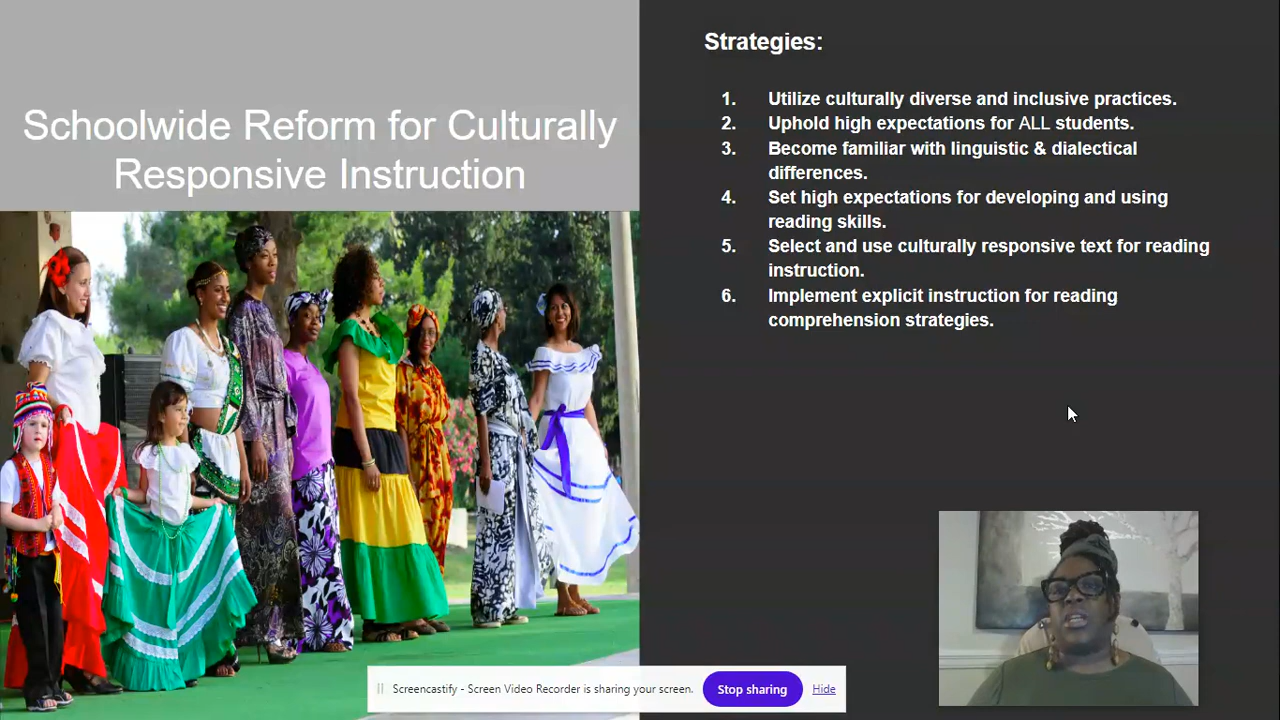 Schoolwide Reform for Culturally
Responsive Instruction
Strategies:
1. Utilize culturally diverse and inclusive practices.
2. Uphold high expectations for ALL students.
3. Become familiar with linguistic & dialectical
differences.
4. Set high expectations for developing and using
reading skills.
5. Select and use culturally responsive text for reading
instruction.
6. Implement explicit instruction for reading
comprehension strategies.
Screencastify - Screen Video Recorder is sharing your screen. Stop sharing Hide